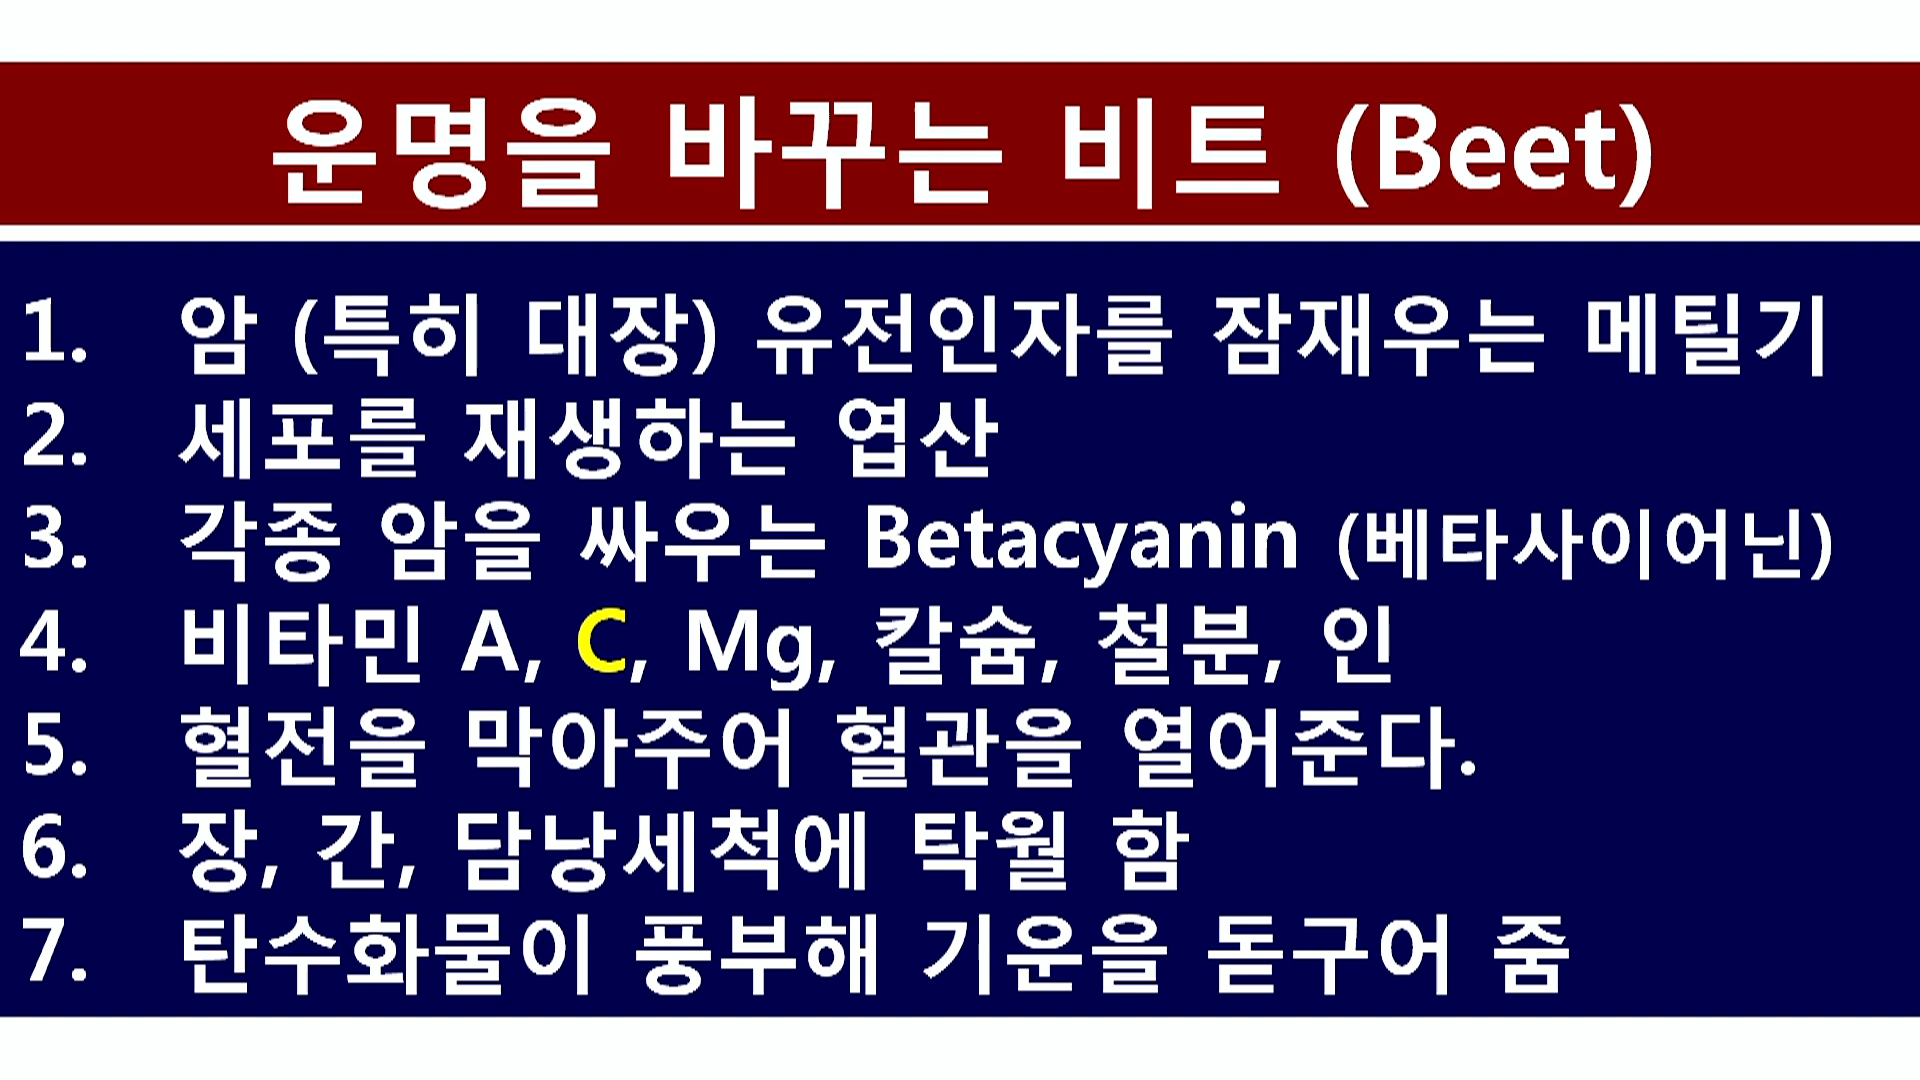 운명을 바꾸는 비트 (Beet)
1. 암 (특히 대장) 유전인자를 잠재우는 메틸기
2. 세포를 재생하는 엽산
3. 각종 암을 싸우는 Betacyanin (베타사이어닌)
4. 비타민 A, C, Mg, 칼슘, 철분, 인
5. 혈전을 막아주어 혈관을 열어준다.
6. 장, 간, 담낭세척에 탁월 함
7. 탄수화물이 풍부해 기운을 돋구어 줌